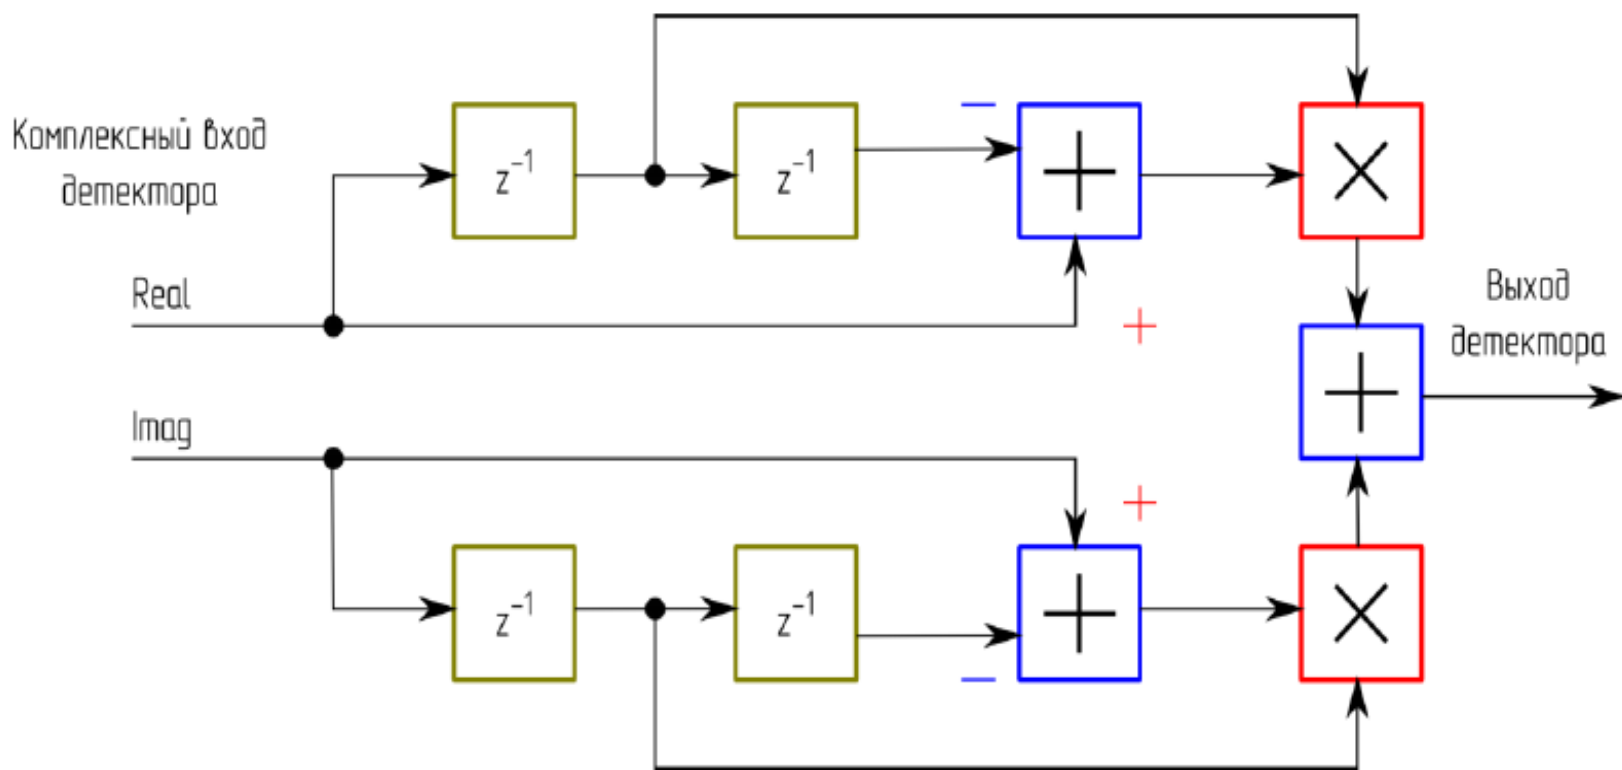 Комплексный вход
детектора
z⁻¹
z⁻¹
−
+
×
Real
+
Выход
детектора
+
Imag
+
z⁻¹
z⁻¹
−
+
×